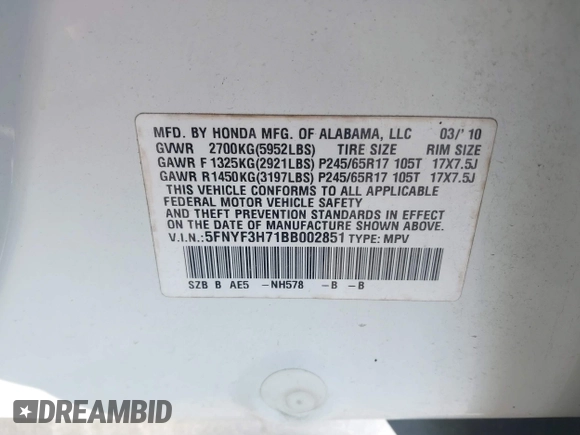 MFD. BY HONDA MFG. OF ALABAMA, LLC 03/'10
GVWR 2700KG(5952LBS) TIRE SIZE RIM SIZE
GAWR F 1325KG(2921LBS) P245/65R17 105T 17X7.5J
GAWR R1450KG(3197LBS) P245/65R17 105T 17X7.5J
THIS VEHICLE CONFORMS TO ALL APPLICABLE
FEDERAL MOTOR VEHICLE SAFETY
AND THEFT PREVENTION STANDARDS IN EFFECT
ON THE DATE OF MANUFACTURE SHOWN ABOVE.
V.I.N.:5FNYF3H71BB002851 TYPE: MPV
SZB B AE5 -NH578 -B -B
DREAMBID